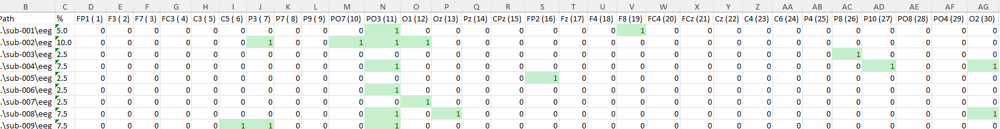 B C D E F G H I J K L M N O P Q R S T U V W X Y Z AA AB AC AD AE AF AG
Path % FP1 ( 1) F3 ( 2) F7 ( 3) FC3 ( 4) C3 ( 5) C5 ( 6) P3 ( 7) P7 ( 8) P9 ( 9) PO7 (10) PO3 (11) O1 (12) Oz (13) Pz (14) CPz (15) FP2 (16) Fz (17) F4 (18) F8 (19) FC4 (20) FCz (21) Cz (22) C4 (23) C6 (24) P4 (25) P8 (26) P10 (27) PO8 (28) PO4 (29) O2 (30)
.\sub-001\eeg 5.0 0 0 0 0 0 0 0 0 0 0 1 0 0 0 0 0 0 0 1 0 0 0 0 0 0 0 0 0 0 0
.\sub-002\eeg 10.0 0 0 0 0 0 0 1 0 0 1 1 1 0 0 0 0 0 0 0 0 0 0 0 0 0 0 0 0 0 0
.\sub-003\eeg 2.5 0 0 0 0 0 0 0 0 0 0 0 0 0 0 0 0 0 0 0 0 0 0 0 0 0 1 0 0 0 0
.\sub-004\eeg 7.5 0 0 0 0 0 0 0 0 0 0 1 0 0 0 0 0 0 0 0 0 0 0 0 0 0 0 1 0 0 1
.\sub-005\eeg 2.5 0 0 0 0 0 0 0 0 0 0 0 0 0 0 0 1 0 0 0 0 0 0 0 0 0 0 0 0 0 0
.\sub-006\eeg 2.5 0 0 0 0 0 0 0 0 0 0 1 0 0 0 0 0 0 0 0 0 0 0 0 0 0 0 0 0 0 0
.\sub-007\eeg 2.5 0 0 0 0 0 0 0 0 0 0 0 1 0 0 0 0 0 0 0 0 0 0 0 0 0 0 0 0 0 0
.\sub-008\eeg 7.5 0 0 0 0 0 0 0 0 0 0 1 0 1 0 0 0 0 0 0 0 0 0 0 0 0 0 0 0 0 1
.\sub-009\eeg 7.5 0 0 0 0 0 1 1 0 0 0 1 0 0 0 0 0 0 0 0 0 0 0 0 0 0 0 0 0 0 0